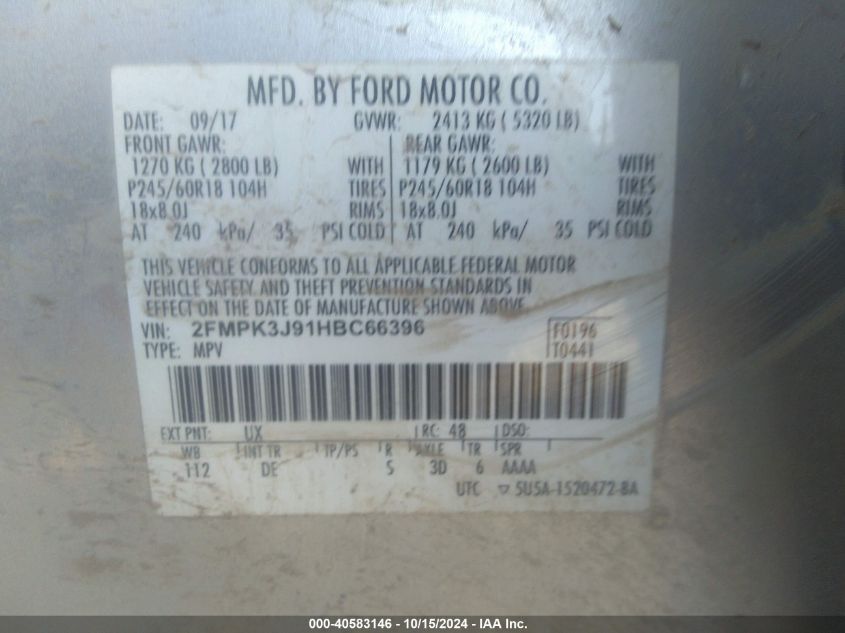 MFD. BY FORD MOTOR CO.
DATE: 09/17 GVWR: 2413 KG ( 5320 LB)
FRONT GAWR: REAR GAWR:
1270 KG ( 2800 LB) WITH 1179 KG ( 2600 LB) WITH
P245/60R18 104H TIRES P245/60R18 104H TIRES
18x8.0J RIMS 18x8.0J RIMS
AT 240 kPa/ 35 PSI COLD AT 240 kPa/ 35 PSI COLD
THIS VEHICLE CONFORMS TO ALL APPLICABLE FEDERAL MOTOR
VEHICLE SAFETY AND THEFT PREVENTION STANDARDS IN
EFFECT ON THE DATE OF MANUFACTURE SHOWN ABOVE.
VIN: 2FMPK3J91HBC66396 F0196
TYPE: MPV T0441
EXT PNT: UX RC: 48 DSO:
WB INT TR TP/PS R AXLE TR SPR
112 DE S 3D 6 AAAA
UTC ▽ 5U5A-1520472-BA
000-40583146 - 10/15/2024 - IAA Inc.